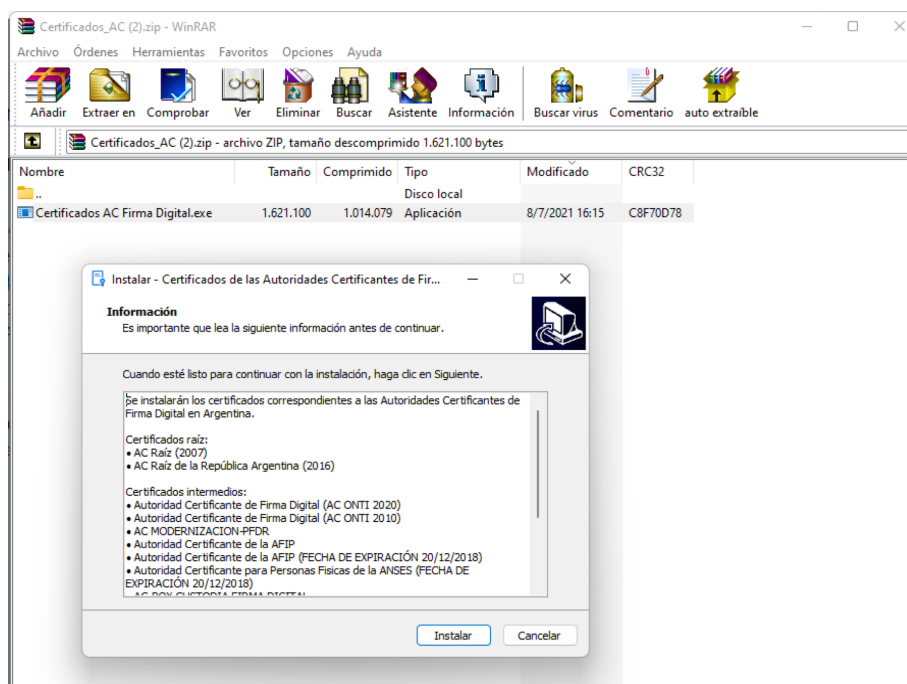 Certificados_AC (2).zip - WinRAR
Archivo Órdenes Herramientas Favoritos Opciones Ayuda
Añadir Extraer en Comprobar Ver Eliminar Buscar Asistente Información Buscar virus Comentario auto extraíble
Certificados_AC (2).zip - archivo ZIP, tamaño descomprimido 1.621.100 bytes
Nombre Tamaño Comprimido Tipo Modificado CRC32
.. Disco local
Certificados AC Firma Digital.exe 1.621.100 1.014.079 Aplicación 8/7/2021 16:15 C8F70D78
Instalar - Certificados de las Autoridades Certificantes de Fir...
Información
Es importante que lea la siguiente información antes de continuar.
Cuando esté listo para continuar con la instalación, haga clic en Siguiente.
Se instalarán los certificados correspondientes a las Autoridades Certificantes de
Firma Digital en Argentina.
Certificados raíz:
• AC Raíz (2007)
• AC Raíz de la República Argentina (2016)
Certificados intermedios:
• Autoridad Certificante de Firma Digital (AC ONTI 2020)
• Autoridad Certificante de Firma Digital (AC ONTI 2010)
• AC MODERNIZACION-PFDR
• Autoridad Certificante de la AFIP
• Autoridad Certificante de la AFIP (FECHA DE EXPIRACIÓN 20/12/2018)
• Autoridad Certificante para Personas Fisicas de la ANSES (FECHA DE
EXPIRACIÓN 20/12/2018)
AC BOX CUSTODIA FIRMA DIGITAL
Instalar Cancelar